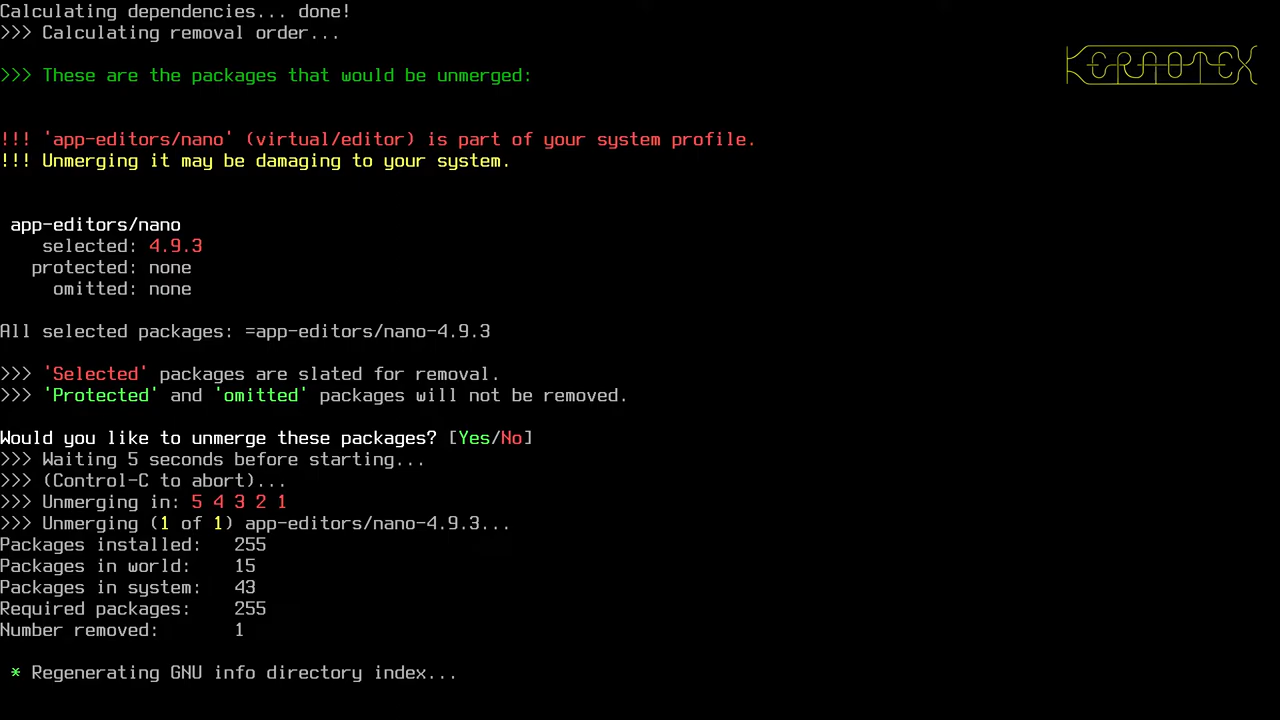 Calculating dependencies... done!
>>> Calculating removal order...
KERNOTEX
>>> These are the packages that would be unmerged:
!!! 'app-editors/nano' (virtual/editor) is part of your system profile.
!!! Unmerging it may be damaging to your system.
app-editors/nano
selected: 4.9.3
protected: none
omitted: none
All selected packages: =app-editors/nano-4.9.3
>>> 'Selected' packages are slated for removal.
>>> 'Protected' and 'omitted' packages will not be removed.
Would you like to unmerge these packages? [Yes/No]
>>> Waiting 5 seconds before starting...
>>> (Control-C to abort)...
>>> Unmerging in: 5 4 3 2 1
>>> Unmerging (1 of 1) app-editors/nano-4.9.3...
Packages installed:   255
Packages in world:    15
Packages in system:   43
Required packages:    255
Number removed:       1
* Regenerating GNU info directory index...